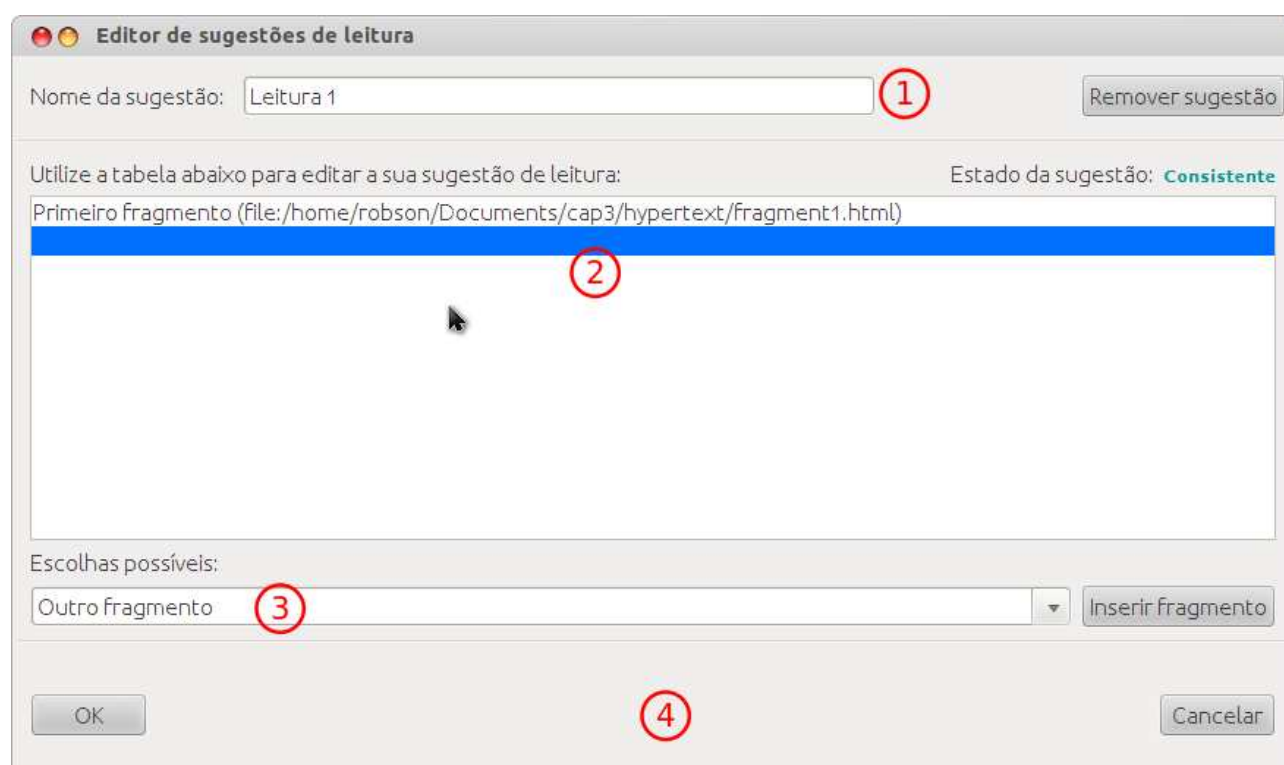 Editor de sugestões de leitura
Nome da sugestão: Leitura 1 1 Remover sugestão
Utilize a tabela abaixo para editar a sua sugestão de leitura: Estado da sugestão: Consistente
Primeiro fragmento (file:/home/robson/Documents/cap3/hypertext/fragment1.html)
2
Escolhas possíveis:
Outro fragmento 3 Inserir fragmento
OK 4 Cancelar